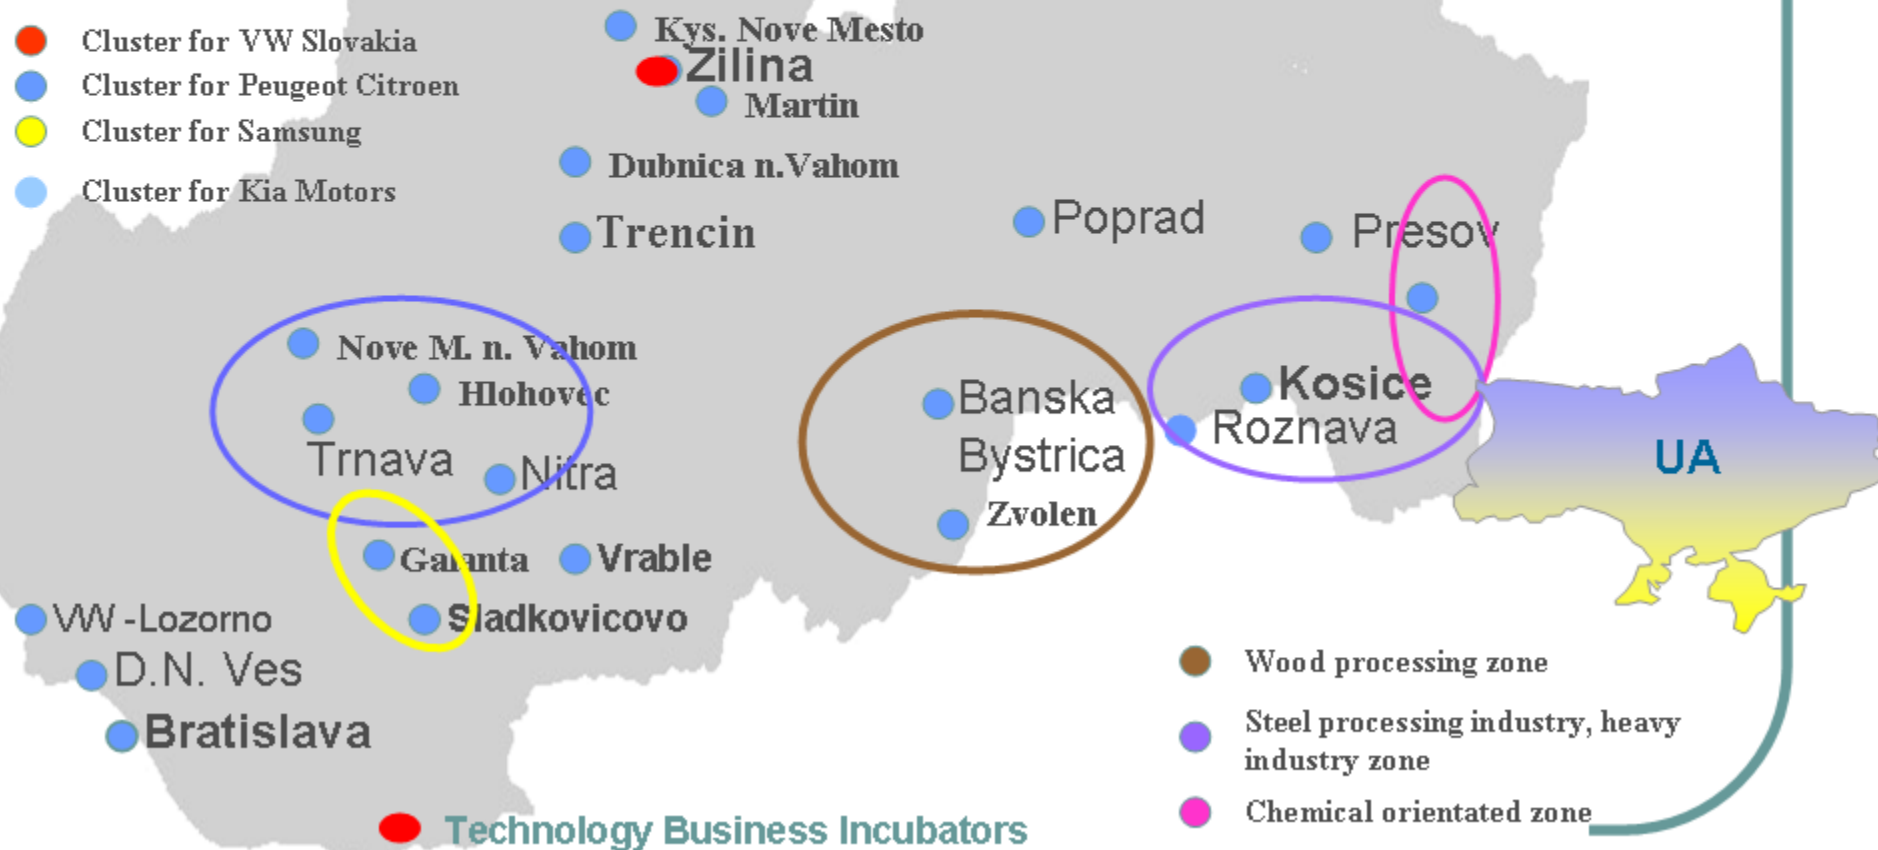 Cluster for VW Slovakia
Cluster for Peugeot Citroen
Cluster for Samsung
Cluster for Kia Motors
Kys. Nove Mesto
Zilina
Martin
Dubnica n.Vahom
Trencin
Poprad
Presov
Nove M. n. Vahom
Hlohovec
Trnava
Nitra
Banska
Bystrica
Zvolen
Kosice
Roznava
UA
Galanta
Vrable
Sladkovicovo
VW -Lozorno
D.N. Ves
Bratislava
Wood processing zone
Steel processing industry, heavy
industry zone
Chemical orientated zone
Technology Business Incubators